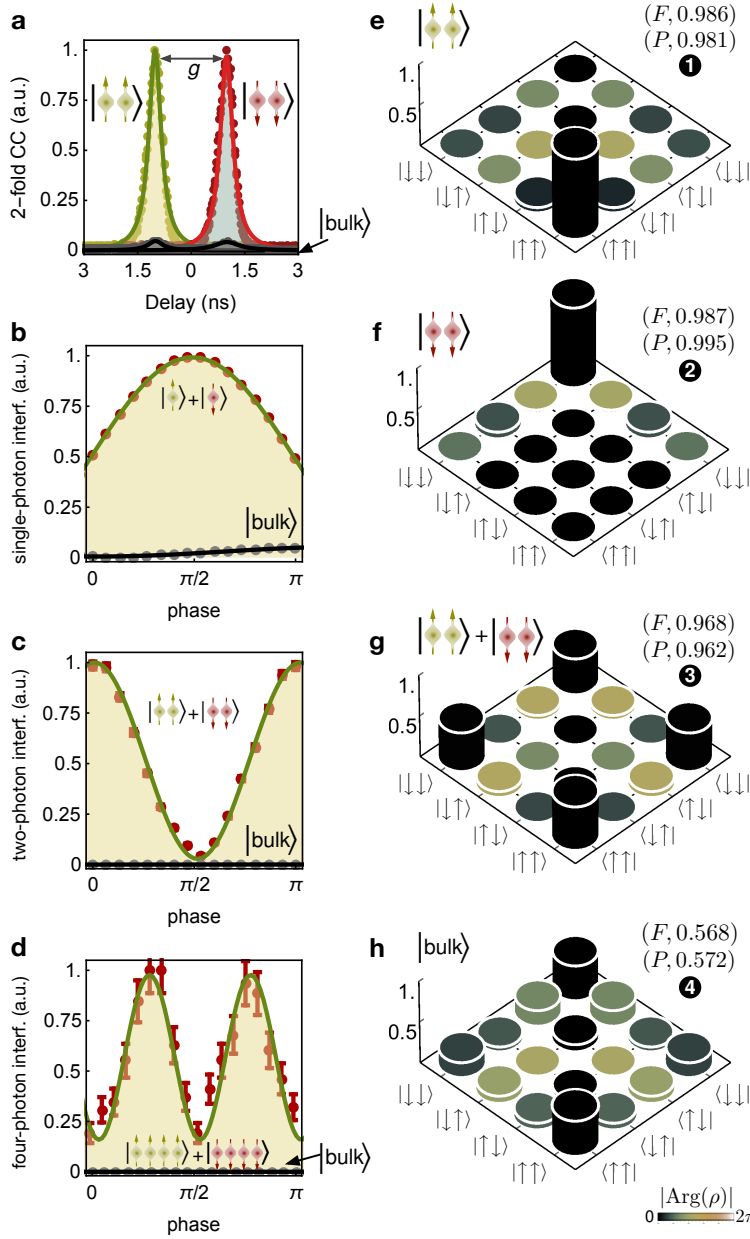 a
2-fold CC (a.u.)
1.
0.75
0.5
0.25
0
g
|bulk⟩
3
1.5
0
1.5
3
Delay (ns)
b
single-photon interf. (a.u.)
1.
0.75
0.5
0.25
0
+
|bulk⟩
0
π/2
π
phase
c
two-photon interf. (a.u.)
1.
0.75
0.5
0.25
0
+
|bulk⟩
0
π/2
π
phase
d
four-photon interf. (a.u.)
1.
0.75
0.5
0.25
0
+
|bulk⟩
0
π/2
π
phase
e
(F, 0.986)
(P, 0.981)
1
1.
0.5
|↓↓⟩
|↓↑⟩
|↑↓⟩
|↑↑⟩
⟨↑↑|
⟨↑↓|
⟨↓↑|
⟨↓↓|
f
(F, 0.987)
(P, 0.995)
2
1.
0.5
|↓↓⟩
|↓↑⟩
|↑↓⟩
|↑↑⟩
⟨↑↑|
⟨↓↑|
⟨↑↓|
⟨↓↓|
g
+
(F, 0.968)
(P, 0.962)
3
1.
0.5
|↓↓⟩
|↓↑⟩
|↑↓⟩
|↑↑⟩
⟨↑↑|
⟨↓↑|
⟨↑↓|
⟨↓↓|
h
|bulk⟩
(F, 0.568)
(P, 0.572)
4
1.
0.5
|↓↓⟩
|↓↑⟩
|↑↓⟩
|↑↑⟩
⟨↑↑|
⟨↓↑|
⟨↑↓|
⟨↓↓|
|Arg(ρ)|
0
2π